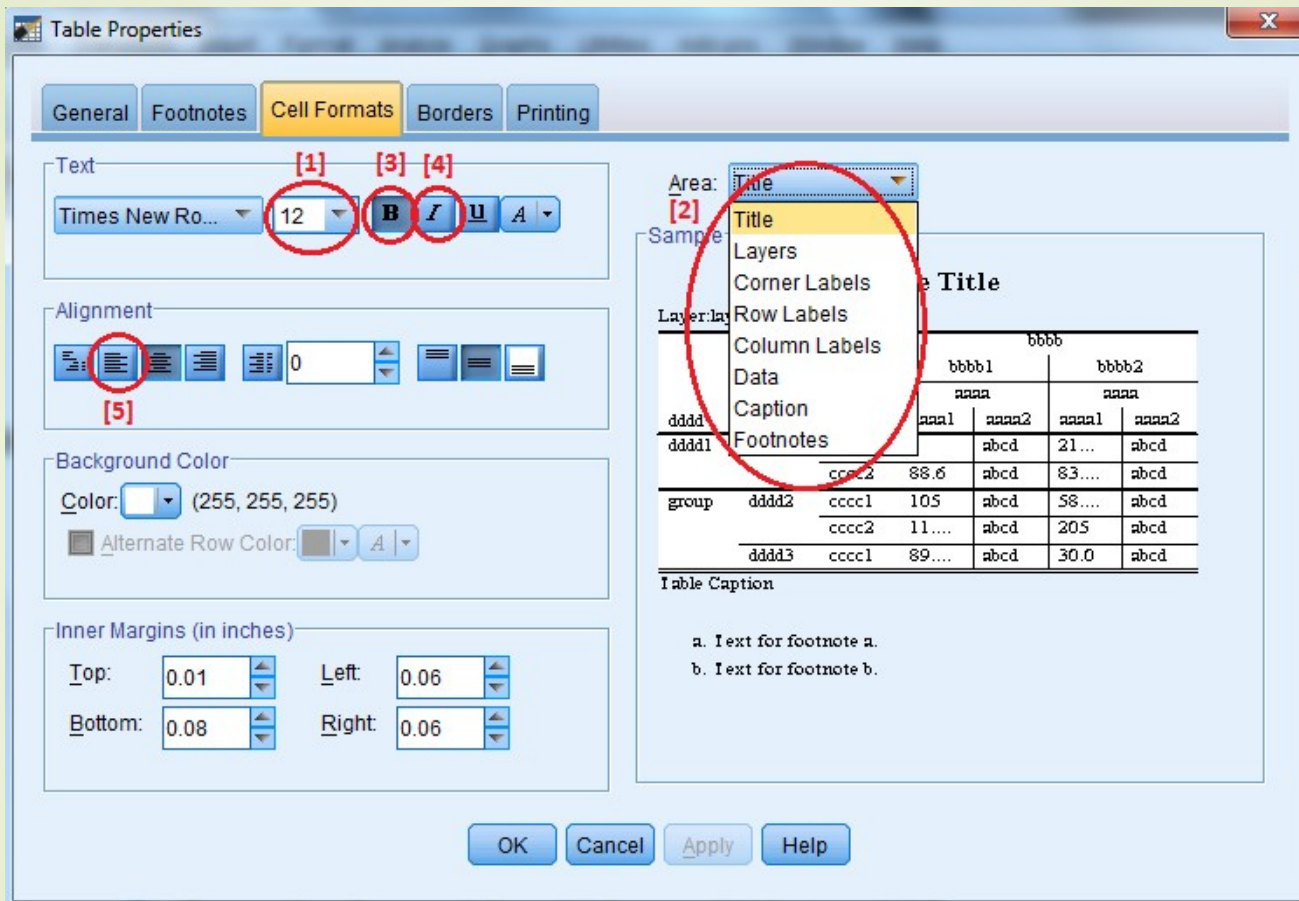 Table Properties
General Footnotes Cell Formats Borders Printing
Text
[1] [3] [4]
Times New Ro... 12 B I U A
Alignment
0
[5]
Background Color
Color: (255, 255, 255)
Alternate Row Color: A
Inner Margins (in inches)
Top: 0.01 Left: 0.06
Bottom: 0.08 Right: 0.06
Area: Title
[2]
Title
Layers
Corner Labels
Row Labels
Column Labels
Data
Caption
Footnotes
Sample
e Title
Layer:lay
bbbb
bbbb1 bbbb2
aaaa aaaa
dddd aaaa1 aaaa2 aaaa1 aaaa2
dddd1 abcd 21... abcd
cccc2 88.6 83.... abcd
group dddd2 cccc1 105 abcd 58.... abcd
cccc2 11.... abcd 205 abcd
dddd3 cccc1 89.... abcd 30.0 abcd
Table Caption
a. Text for footnote a.
b. Text for footnote b.
OK Cancel Apply Help